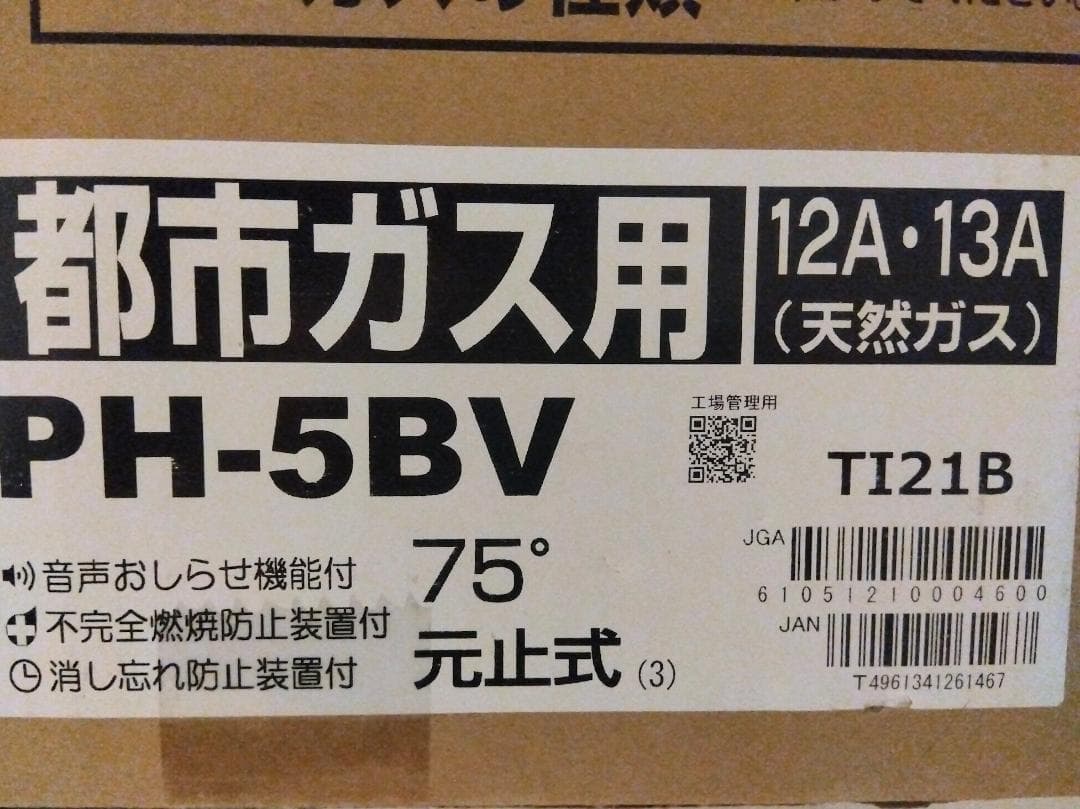 都市ガス用
12A・13A
(天然ガス)
PH-5BV
工場管理用
TI21B
75°
元止式(3)
音声おしらせ機能付
不完全燃焼防止装置付
消し忘れ防止装置付
JGA
61051210004600
JAN
T4961341261467